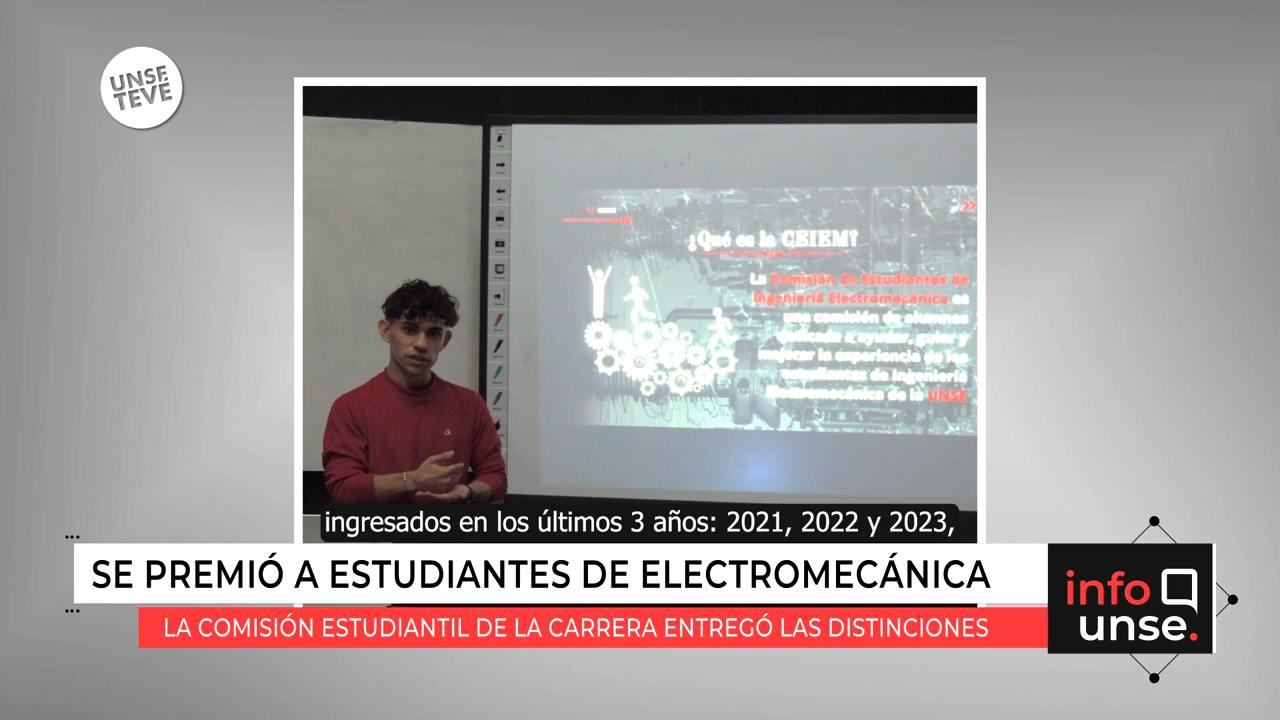 UNSE
TEVE
¿Qué es la CEIEM?
La Comisión de Estudiantes de
Ingeniería Electromecánica es
una comisión de alumnos
dedicada a ayudar, guiar y
mejorar la experiencia de los
estudiantes de Ingeniería
Electromecánica de la UNSE
ingresados en los últimos 3 años: 2021, 2022 y 2023,
SE PREMIÓ A ESTUDIANTES DE ELECTROMECÁNICA
LA COMISIÓN ESTUDIANTIL DE LA CARRERA ENTREGÓ LAS DISTINCIONES
info
unse.